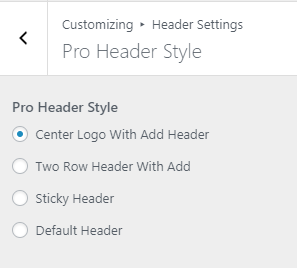 Customizing ▸ Header Settings
Pro Header Style
Pro Header Style
Center Logo With Add Header
Two Row Header With Add
Sticky Header
Default Header